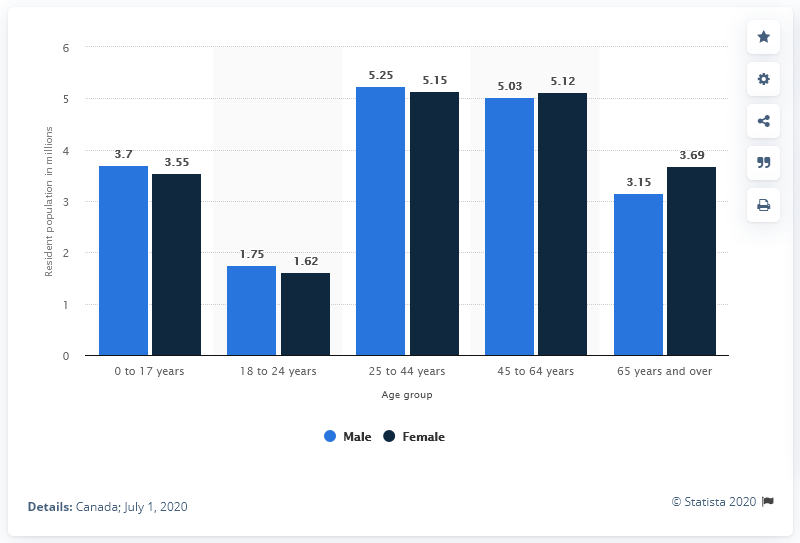 6
5
4
3
2
1
0
Resident population in millions
3.7
3.55
1.75
1.62
5.25
5.15
5.03
5.12
3.15
3.69
0 to 17 years
18 to 24 years
25 to 44 years
45 to 64 years
65 years and over
Age group
Male Female
Details: Canada; July 1, 2020
© Statista 2020